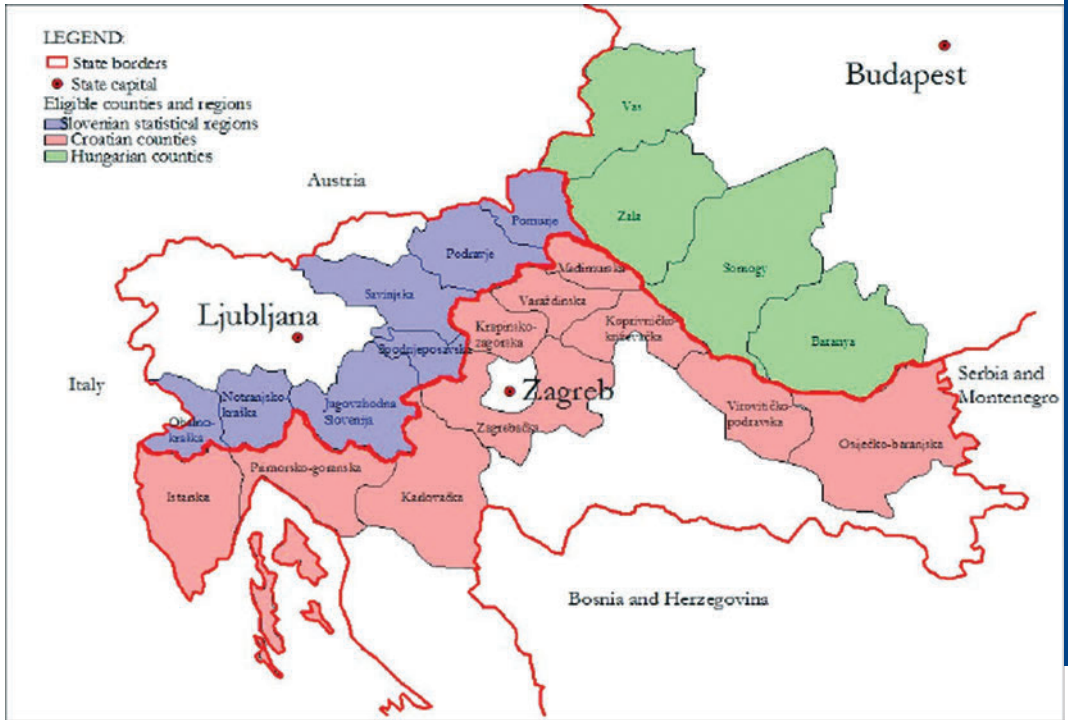 LEGEND:
State borders
State capital
Eligible counties and regions
Slovenian statistical regions
Croatian counties
Hungarian counties
Budapest
Vas
Austria
Pomurje
Zala
Podravje
Somogy
Međimurska
Savinjska
Varaždinska
Ljubljana
Krapinsko-
zagorska
Koprivničko-
križevačka
Baranya
Spodnjeposavska
Italy
Serbia and
Montenegro
Zagreb
Notranjsko-
kraška
Jugovzhodna
Slovenija
Obalno-
kraška
Virovitičko-
podravska
Zagrebačka
Osječko-baranjska
Primorsko-goranska
Istarska
Karlovačka
Bosnia and Herzegovina